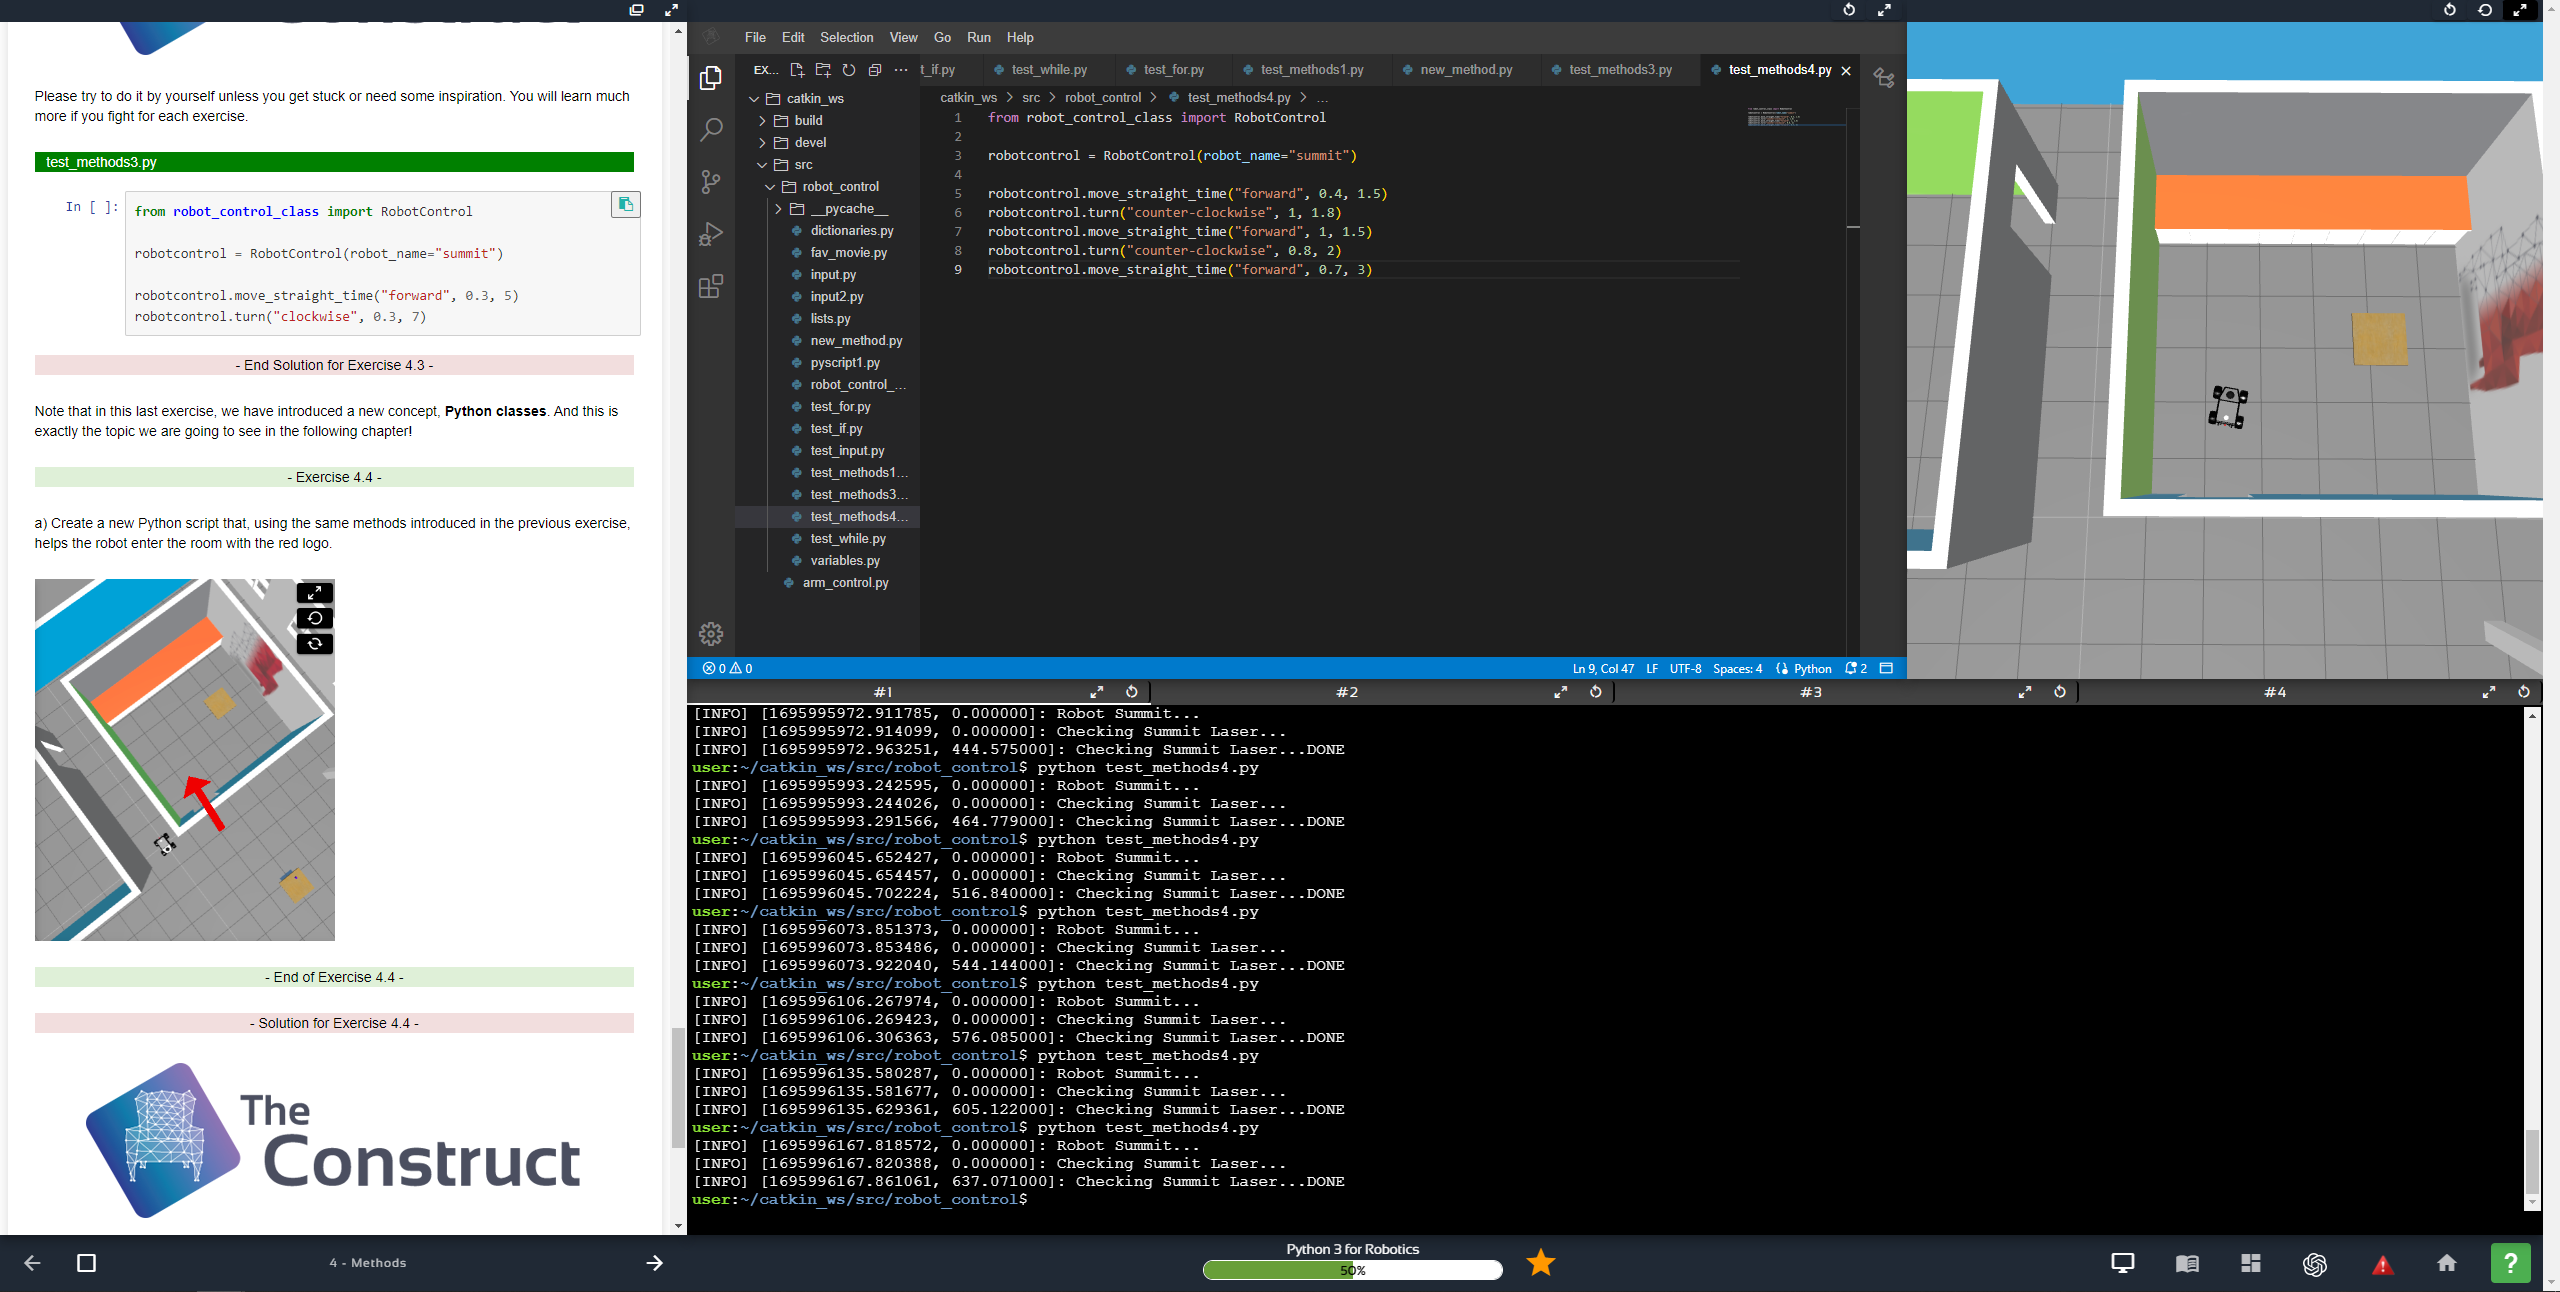 Please try to do it by yourself unless you get stuck or need some inspiration. You will learn much
more if you fight for each exercise.
test_methods3.py
In [ ]:
from robot_control_class import RobotControl
robotcontrol = RobotControl(robot_name="summit")
robotcontrol.move_straight_time("forward", 0.3, 5)
robotcontrol.turn("clockwise", 0.3, 7)
- End Solution for Exercise 4.3 -
Note that in this last exercise, we have introduced a new concept, Python classes. And this is
exactly the topic we are going to see in the following chapter!
- Exercise 4.4 -
a) Create a new Python script that, using the same methods introduced in the previous exercise,
helps the robot enter the room with the red logo.
- End of Exercise 4.4 -
- Solution for Exercise 4.4 -
The
Construct
4 - Methods
File Edit Selection View Go Run Help
EX...
t_if.py test_while.py test_for.py test_methods1.py new_method.py test_methods3.py test_methods4.py
catkin_ws
build
devel
src
robot_control
__pycache__
dictionaries.py
fav_movie.py
input.py
input2.py
lists.py
new_method.py
pyscript1.py
robot_control_...
test_for.py
test_if.py
test_input.py
test_methods1...
test_methods3...
test_methods4...
test_while.py
variables.py
arm_control.py
catkin_ws > src > robot_control > test_methods4.py > ...
1 from robot_control_class import RobotControl
2
3 robotcontrol = RobotControl(robot_name="summit")
4
5 robotcontrol.move_straight_time("forward", 0.4, 1.5)
6 robotcontrol.turn("counter-clockwise", 1, 1.8)
7 robotcontrol.move_straight_time("forward", 1, 1.5)
8 robotcontrol.turn("counter-clockwise", 0.8, 2)
9 robotcontrol.move_straight_time("forward", 0.7, 3)
0 0 Ln 9, Col 47 LF UTF-8 Spaces: 4 Python 2
#1 #2 #3 #4
[INFO] [1695995972.911785, 0.000000]: Robot Summit...
[INFO] [1695995972.914099, 0.000000]: Checking Summit Laser...
[INFO] [1695995972.963251, 444.575000]: Checking Summit Laser...DONE
user:~/catkin_ws/src/robot_control$ python test_methods4.py
[INFO] [1695995993.242595, 0.000000]: Robot Summit...
[INFO] [1695995993.244026, 0.000000]: Checking Summit Laser...
[INFO] [1695995993.291566, 464.779000]: Checking Summit Laser...DONE
user:~/catkin_ws/src/robot_control$ python test_methods4.py
[INFO] [1695996045.652427, 0.000000]: Robot Summit...
[INFO] [1695996045.654457, 0.000000]: Checking Summit Laser...
[INFO] [1695996045.702224, 516.840000]: Checking Summit Laser...DONE
user:~/catkin_ws/src/robot_control$ python test_methods4.py
[INFO] [1695996073.851373, 0.000000]: Robot Summit...
[INFO] [1695996073.853486, 0.000000]: Checking Summit Laser...
[INFO] [1695996073.922040, 544.144000]: Checking Summit Laser...DONE
user:~/catkin_ws/src/robot_control$ python test_methods4.py
[INFO] [1695996106.267974, 0.000000]: Robot Summit...
[INFO] [1695996106.269423, 0.000000]: Checking Summit Laser...
[INFO] [1695996106.306363, 576.085000]: Checking Summit Laser...DONE
user:~/catkin_ws/src/robot_control$ python test_methods4.py
[INFO] [1695996135.580287, 0.000000]: Robot Summit...
[INFO] [1695996135.581677, 0.000000]: Checking Summit Laser...
[INFO] [1695996135.629361, 605.122000]: Checking Summit Laser...DONE
user:~/catkin_ws/src/robot_control$ python test_methods4.py
[INFO] [1695996167.818572, 0.000000]: Robot Summit...
[INFO] [1695996167.820388, 0.000000]: Checking Summit Laser...
[INFO] [1695996167.861061, 637.071000]: Checking Summit Laser...DONE
user:~/catkin_ws/src/robot_control$
Python 3 for Robotics
50%
?